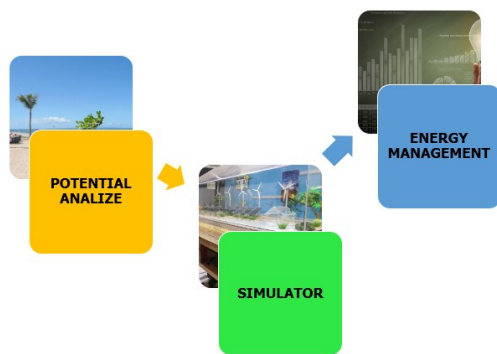 POTENTIAL
ANALIZE
SIMULATOR
ENERGY
MANAGEMENT